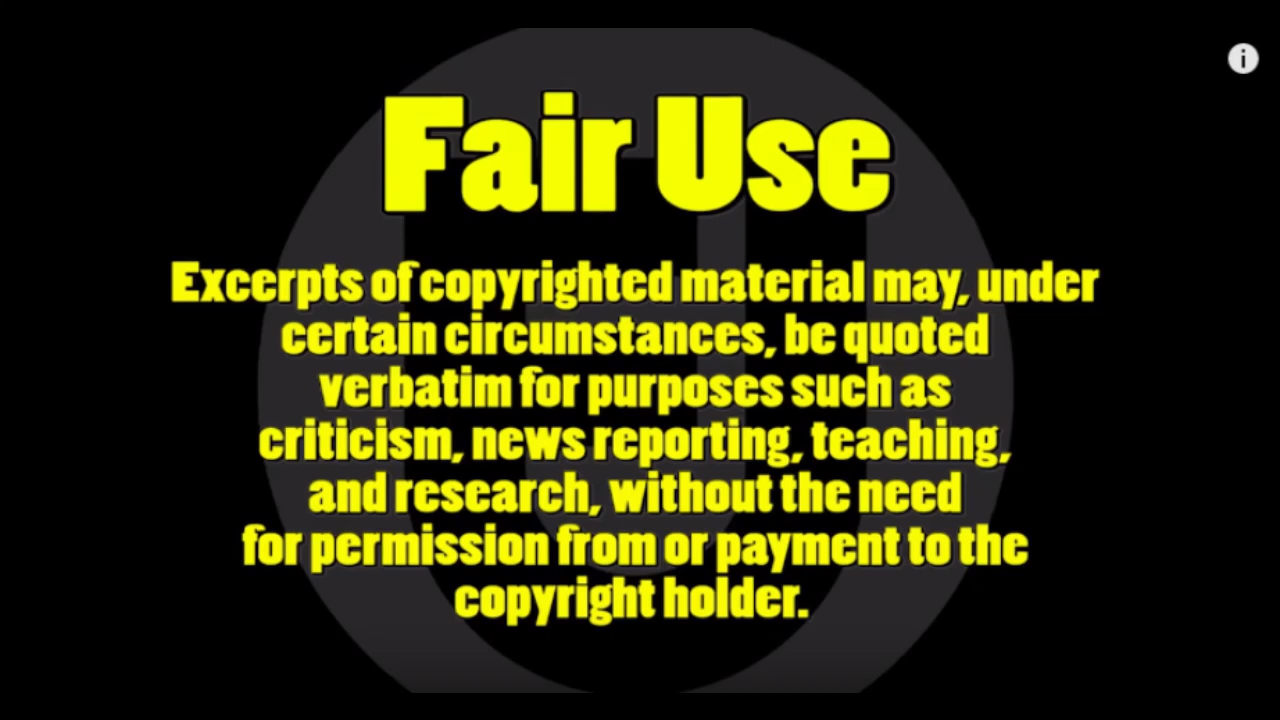 Fair Use
Excerpts of copyrighted material may, under
certain circumstances, be quoted
verbatim for purposes such as
criticism, news reporting, teaching,
and research, without the need
for permission from or payment to the
copyright holder.